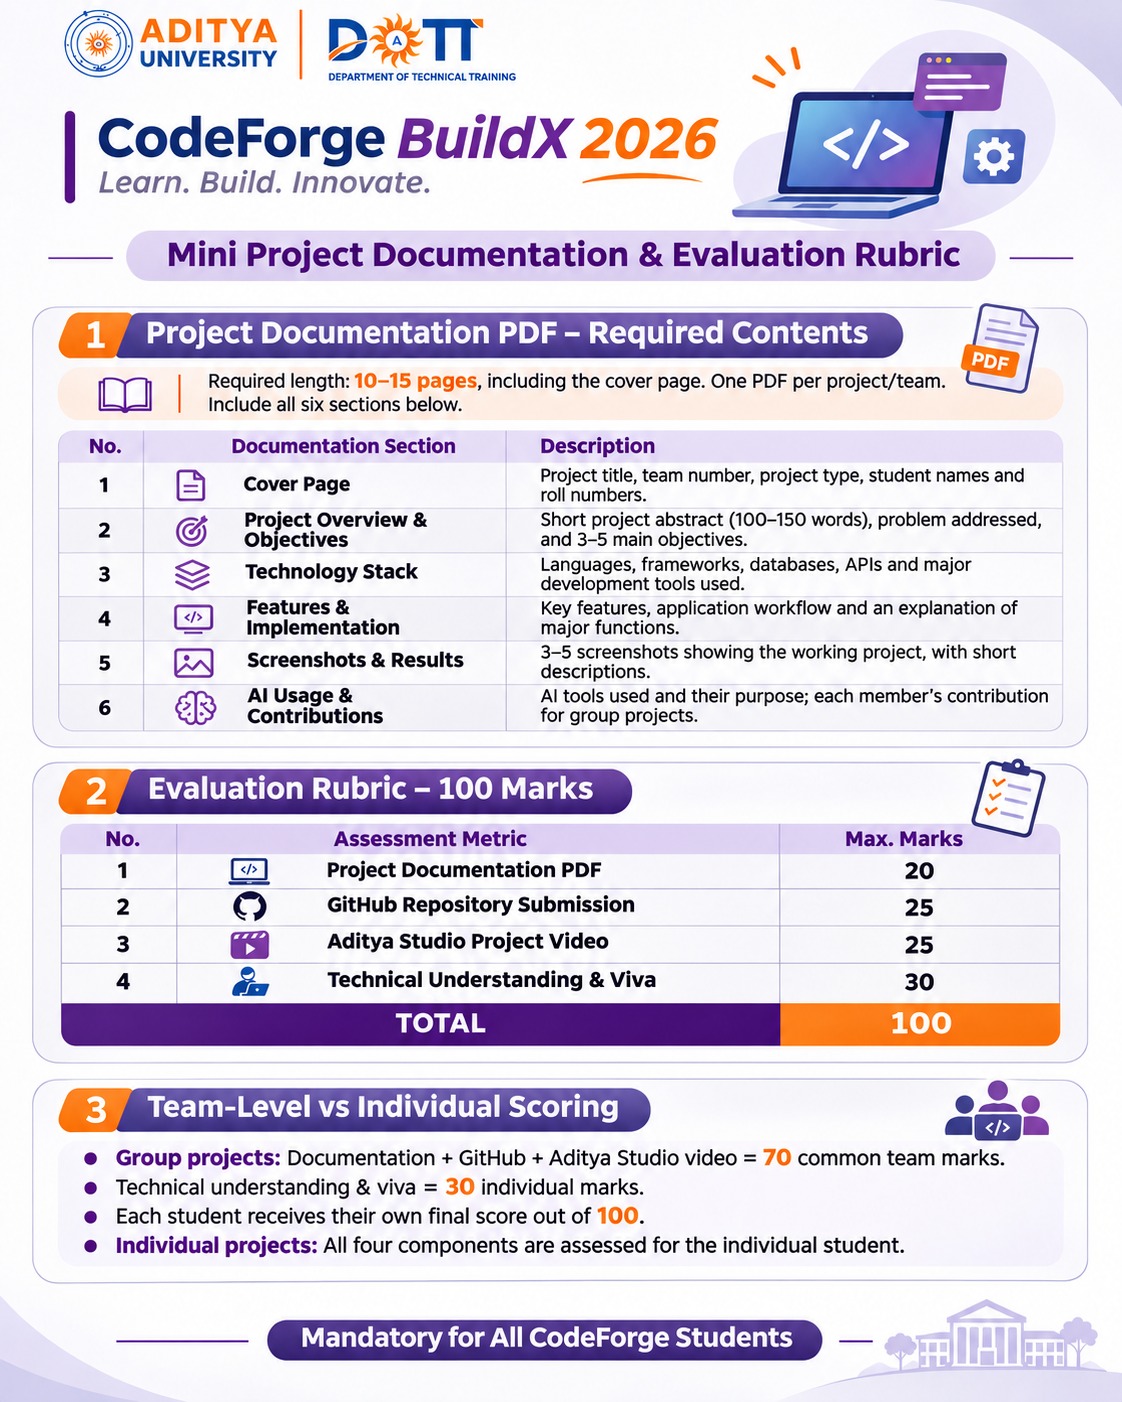 ADITYA
UNIVERSITY
DOTT
A
DEPARTMENT OF TECHNICAL TRAINING
CodeForge BuildX 2026
Learn. Build. Innovate.
</>
Mini Project Documentation & Evaluation Rubric
1 Project Documentation PDF – Required Contents
PDF
Required length: 10–15 pages, including the cover page. One PDF per project/team.
Include all six sections below.
No. Documentation Section Description
1 Cover Page Project title, team number, project type, student names and
roll numbers.
2 Project Overview & Short project abstract (100–150 words), problem addressed,
Objectives and 3–5 main objectives.
3 Technology Stack Languages, frameworks, databases, APIs and major
development tools used.
4 </> Features & Key features, application workflow and an explanation of
Implementation major functions.
5 Screenshots & Results 3–5 screenshots showing the working project, with short
descriptions.
6 AI Usage & AI tools used and their purpose; each member's contribution
Contributions for group projects.
2 Evaluation Rubric – 100 Marks
No. Assessment Metric Max. Marks
1 </> Project Documentation PDF 20
2 GitHub Repository Submission 25
3 Aditya Studio Project Video 25
4 Technical Understanding & Viva 30
TOTAL 100
3 Team-Level vs Individual Scoring
</>
Group projects: Documentation + GitHub + Aditya Studio video = 70 common team marks.
Technical understanding & viva = 30 individual marks.
Each student receives their own final score out of 100.
Individual projects: All four components are assessed for the individual student.
Mandatory for All CodeForge Students